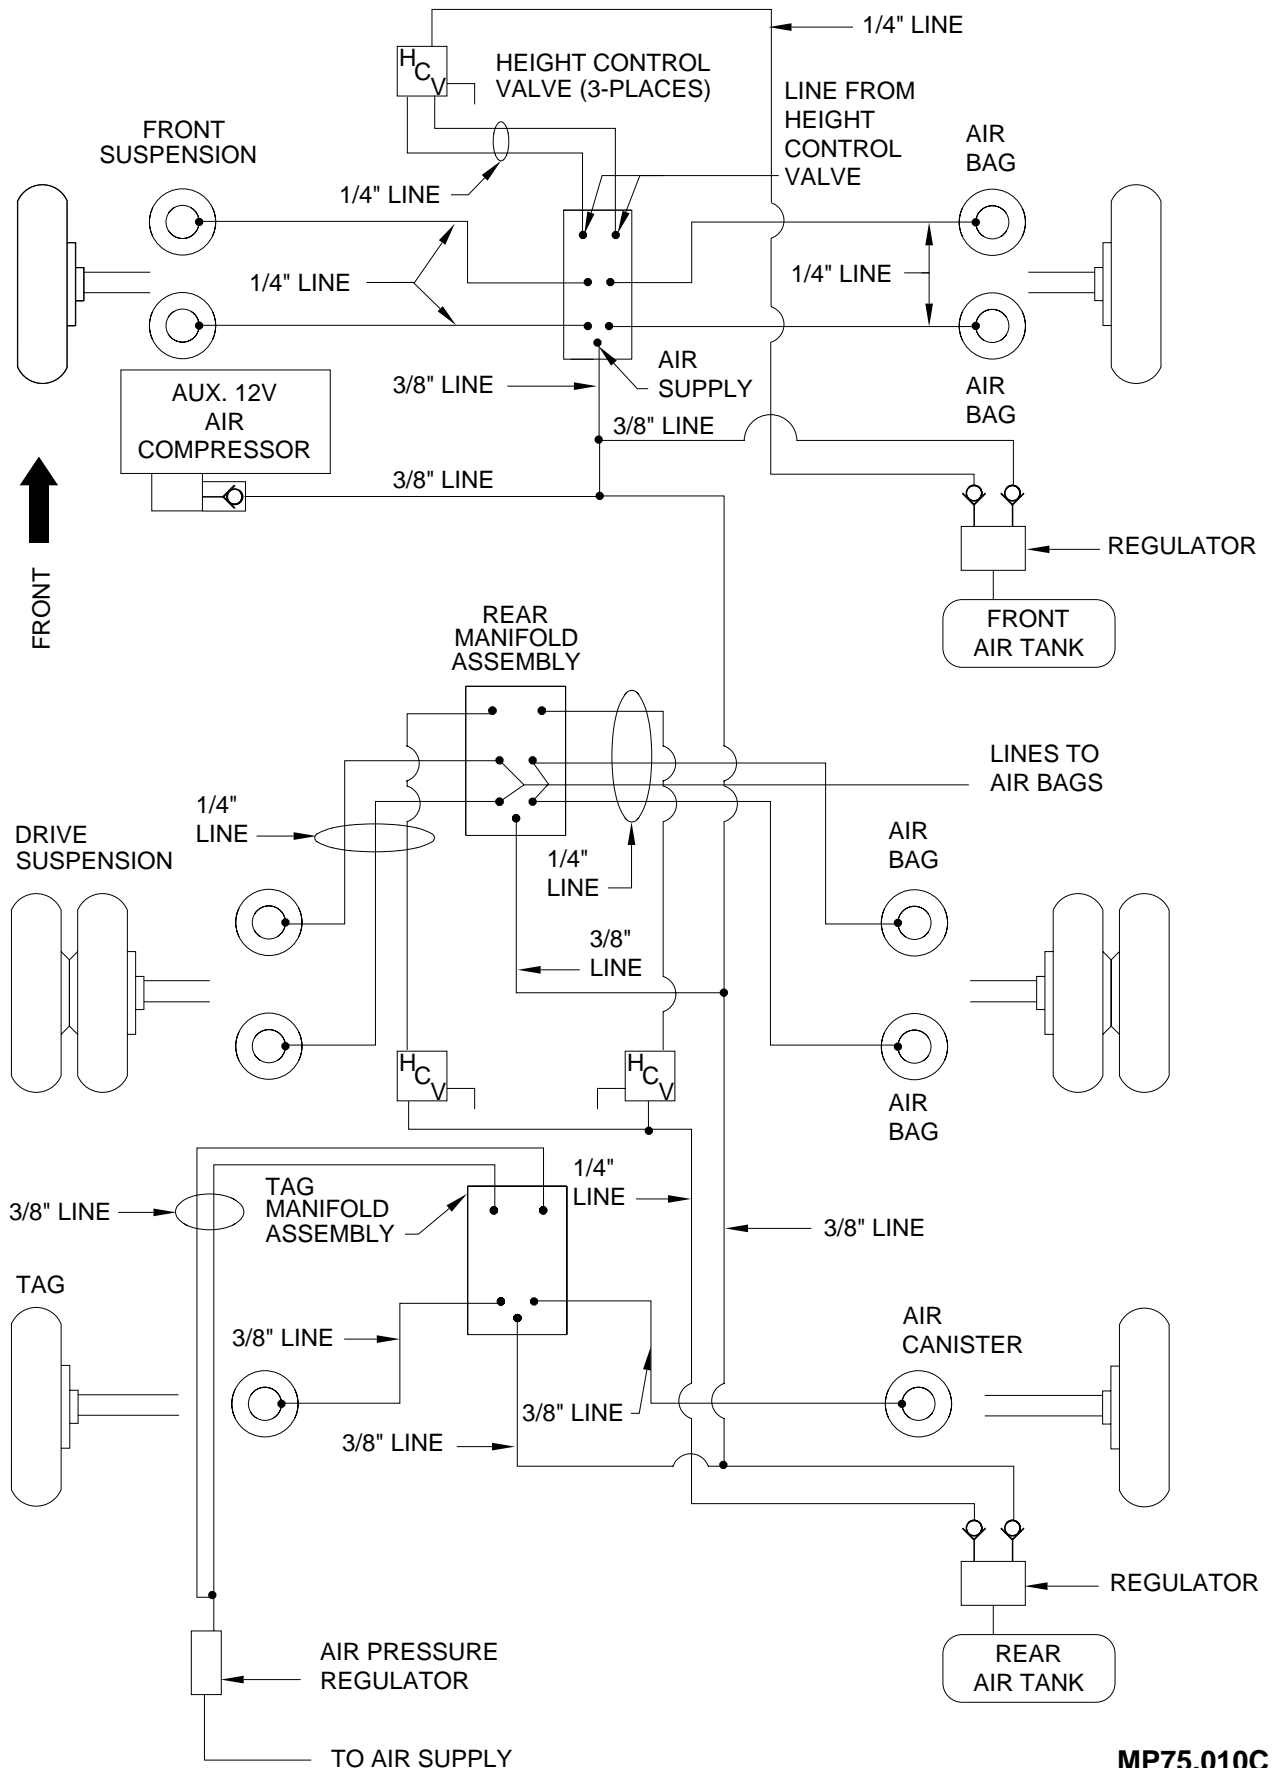 1/4" LINE
HCV
HEIGHT CONTROL
VALVE (3-PLACES)
LINE FROM
HEIGHT
CONTROL
VALVE
FRONT
SUSPENSION
1/4" LINE
AIR
BAG
1/4" LINE
1/4" LINE
AIR
SUPPLY
3/8" LINE
AIR
BAG
AUX. 12V
AIR
COMPRESSOR
3/8" LINE
3/8" LINE
FRONT
REGULATOR
FRONT
AIR TANK
REAR
MANIFOLD
ASSEMBLY
LINES TO
AIR BAGS
1/4"
LINE
DRIVE
SUSPENSION
1/4"
LINE
AIR
BAG
3/8"
LINE
HCV
HCV
AIR
BAG
1/4"
LINE
TAG
MANIFOLD
ASSEMBLY
3/8" LINE
3/8" LINE
TAG
3/8" LINE
AIR
CANISTER
3/8" LINE
3/8" LINE
REGULATOR
AIR PRESSURE
REGULATOR
REAR
AIR TANK
TO AIR SUPPLY
MP75.010C